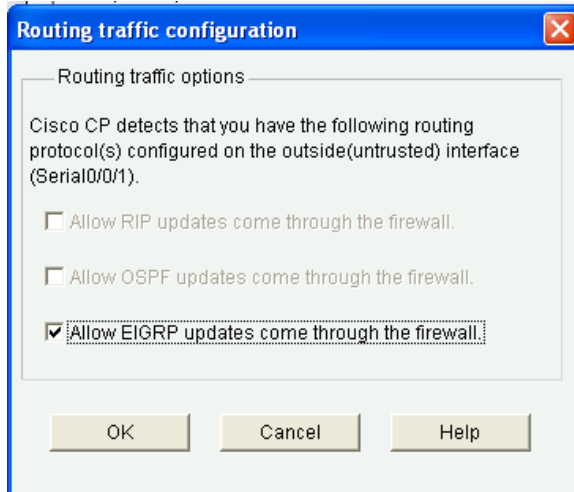 Routing traffic configuration
Routing traffic options
Cisco CP detects that you have the following routing
protocol(s) configured on the outside(untrusted) interface
(Serial0/0/1).
Allow RIP updates come through the firewall.
Allow OSPF updates come through the firewall.
Allow EIGRP updates come through the firewall.
OK
Cancel
Help